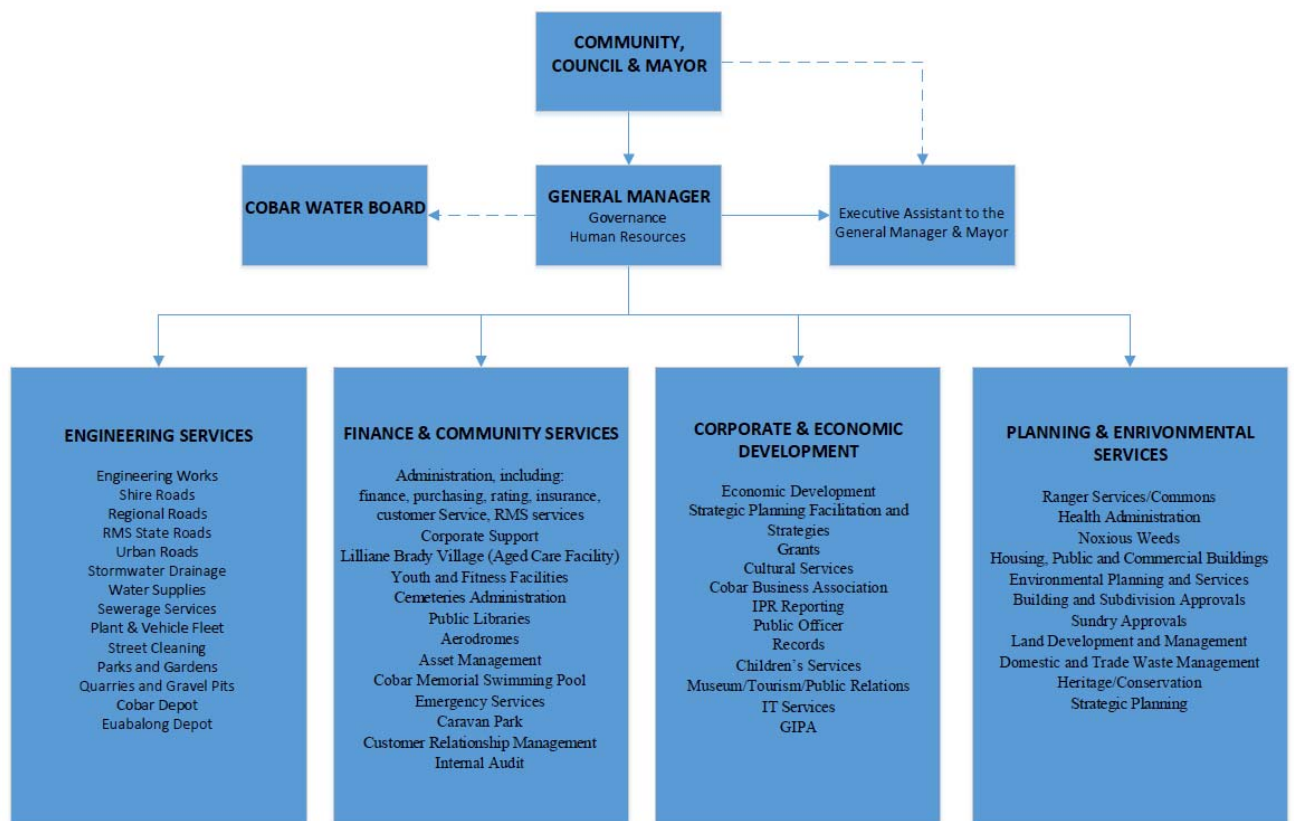 COMMUNITY,
COUNCIL & MAYOR
COBAR WATER BOARD
GENERAL MANAGER
Governance
Human Resources
Executive Assistant to the
General Manager & Mayor
ENGINEERING SERVICES
Engineering Works
Shire Roads
Regional Roads
RMS State Roads
Urban Roads
Stormwater Drainage
Water Supplies
Sewerage Services
Plant & Vehicle Fleet
Street Cleaning
Parks and Gardens
Quarries and Gravel Pits
Cobar Depot
Euabalong Depot
FINANCE & COMMUNITY SERVICES
Administration, including:
finance, purchasing, rating, insurance,
customer Service, RMS services
Corporate Support
Lilliane Brady Village (Aged Care Facility)
Youth and Fitness Facilities
Cemeteries Administration
Public Libraries
Aerodromes
Asset Management
Cobar Memorial Swimming Pool
Emergency Services
Caravan Park
Customer Relationship Management
Internal Audit
CORPORATE & ECONOMIC
DEVELOPMENT
Economic Development
Strategic Planning Facilitation and
Strategies
Grants
Cultural Services
Cobar Business Association
IPR Reporting
Public Officer
Records
Children’s Services
Museum/Tourism/Public Relations
IT Services
GIPA
PLANNING & ENRIVONMENTAL
SERVICES
Ranger Services/Commons
Health Administration
Noxious Weeds
Housing, Public and Commercial Buildings
Environmental Planning and Services
Building and Subdivision Approvals
Sundry Approvals
Land Development and Management
Domestic and Trade Waste Management
Heritage/Conservation
Strategic Planning